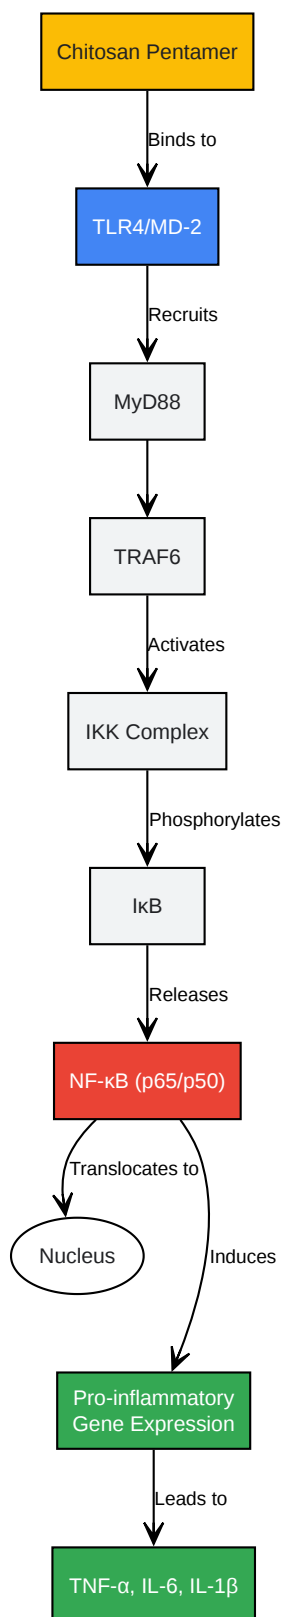 Chitosan Pentamer
Binds to
TLR4/MD-2
Recruits
MyD88
TRAF6
Activates
IKK Complex
Phosphorylates
IκB
Releases
NF-κB (p65/p50)
Translocates to
Nucleus
Induces
Pro-inflammatory
Gene Expression
Leads to
TNF-α, IL-6, IL-1β